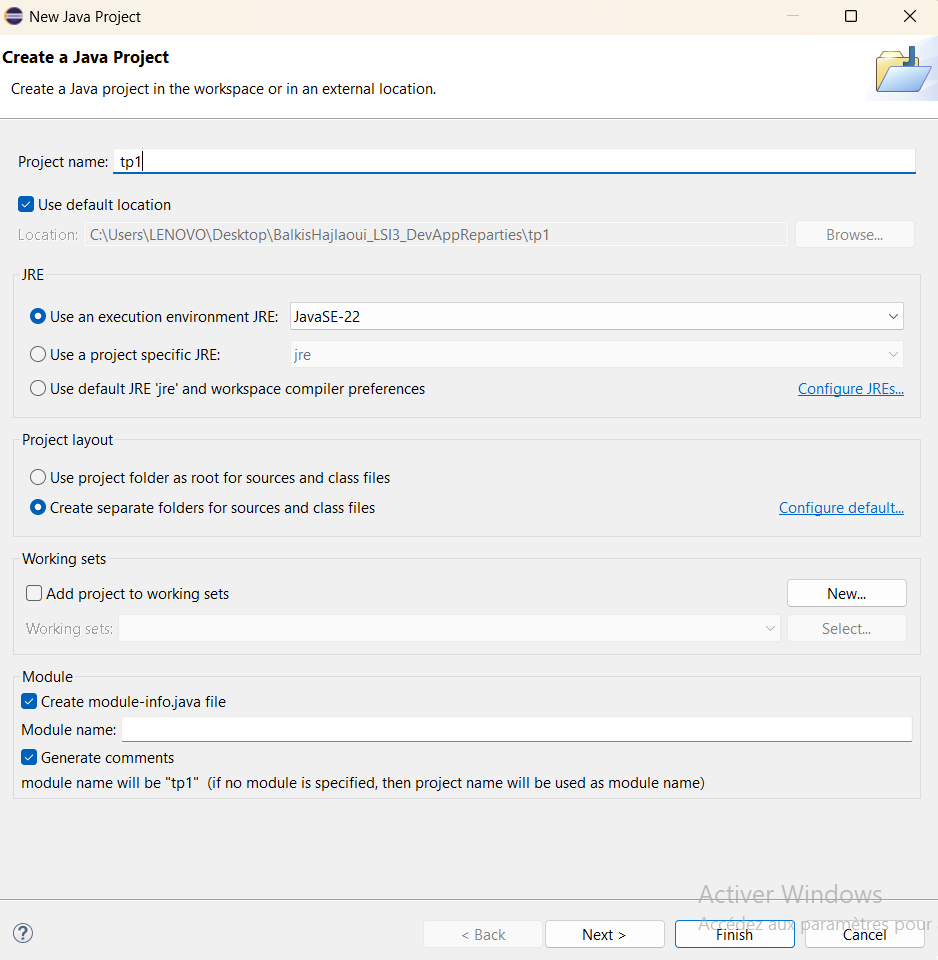 New Java Project
Create a Java Project
Create a Java project in the workspace or in an external location.
Project name: tp1
Use default location
Location: C:\Users\LENOVO\Desktop\BalkisHajlaoui_LSI3_DevAppReparties\tp1 Browse...
JRE
Use an execution environment JRE: JavaSE-22
Use a project specific JRE: jre
Use default JRE 'jre' and workspace compiler preferences Configure JREs...
Project layout
Use project folder as root for sources and class files
Create separate folders for sources and class files Configure default...
Working sets
Add project to working sets New...
Working sets: Select...
Module
Create module-info.java file
Module name:
Generate comments
module name will be "tp1" (if no module is specified, then project name will be used as module name)
Activer Windows
Accédez aux paramètres pour
? < Back Next > Finish Cancel